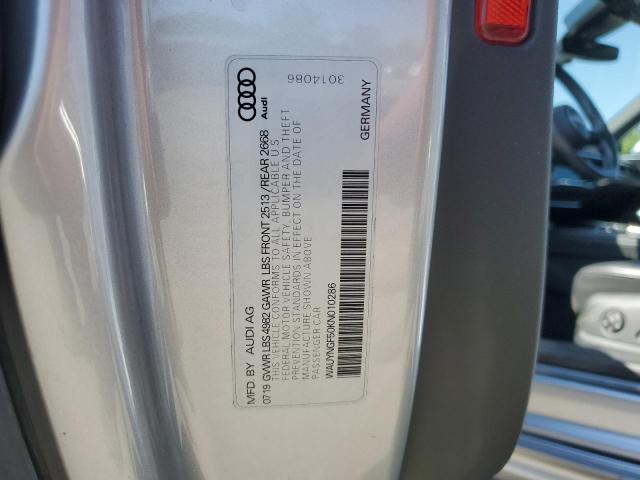 Audi
3014086
MFD. BY AUDI AG
0719 GVWR LBS 4982 GAWR LBS FRONT 2513 / REAR 2668
THIS VEHICLE CONFORMS TO ALL APPLICABLE U S
FEDERAL MOTOR VEHICLE SAFETY, BUMPER AND THEFT
PREVENTION STANDARDS IN EFFECT ON THE DATE OF
MANUFACTURE SHOWN ABOVE
PASSENGER CAR
WAUYNGF50KN010286
GERMANY